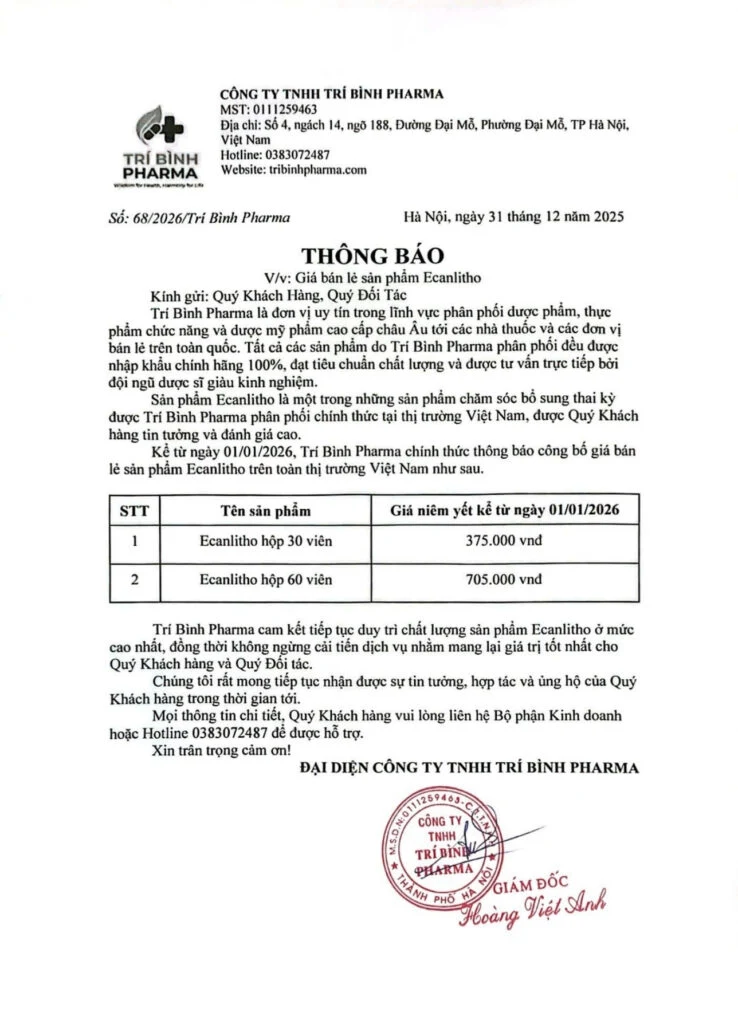 CÔNG TY TNHH TRÍ BÌNH PHARMA
MST: 0111259463
Địa chỉ: Số 4, ngách 14, ngõ 188, Đường Đại Mỗ, Phường Đại Mỗ, TP Hà Nội,
Việt Nam
Hotline: 0383072487
Website: tribinhpharma.com
TRÍ BÌNH
PHARMA
Wisdom for Health, Harmony for Life
Số: 68/2026/Trí Bình Pharma
Hà Nội, ngày 31 tháng 12 năm 2025
THÔNG BÁO
V/v: Giá bán lẻ sản phẩm Ecanlitho
Kính gửi: Quý Khách Hàng, Quý Đối Tác
Trí Bình Pharma là đơn vị uy tín trong lĩnh vực phân phối dược phẩm, thực
phẩm chức năng và dược mỹ phẩm cao cấp châu Âu tới các nhà thuốc và các đơn vị
bán lẻ trên toàn quốc. Tất cả các sản phẩm do Trí Bình Pharma phân phối đều được
nhập khẩu chính hãng 100%, đạt tiêu chuẩn chất lượng và được tư vấn trực tiếp bởi
đội ngũ dược sĩ giàu kinh nghiệm.
Sản phẩm Ecanlitho là một trong những sản phẩm chăm sóc bổ sung thai kỳ
được Trí Bình Pharma phân phối chính thức tại thị trường Việt Nam, được Quý Khách
hàng tin tưởng và đánh giá cao.
Kể từ ngày 01/01/2026, Trí Bình Pharma chính thức thông báo công bố giá bán
lẻ sản phẩm Ecanlitho trên toàn thị trường Việt Nam như sau.
STT Tên sản phẩm Giá niêm yết kể từ ngày 01/01/2026
1 Ecanlitho hộp 30 viên 375.000 vnd
2 Ecanlitho hộp 60 viên 705.000 vnd
Trí Bình Pharma cam kết tiếp tục duy trì chất lượng sản phẩm Ecanlitho ở mức
cao nhất, đồng thời không ngừng cải tiến dịch vụ nhằm mang lại giá trị tốt nhất cho
Quý Khách hàng và Quý Đối tác.
Chúng tôi rất mong tiếp tục nhận được sự tin tưởng, hợp tác và ủng hộ của Quý
Khách hàng trong thời gian tới.
Mọi thông tin chi tiết, Quý Khách hàng vui lòng liên hệ Bộ phận Kinh doanh
hoặc Hotline 0383072487 để được hỗ trợ.
Xin trân trọng cảm ơn!
ĐẠI DIỆN CÔNG TY TNHH TRÍ BÌNH PHARMA
M.S.D.N:0111259463-C.T.T.N.H
CÔNG TY
TNHH
TRÍ BÌNH
PHARMA
THÀNH PHỐ HÀ NỘI
GIÁM ĐỐC
Hoàng Việt Anh